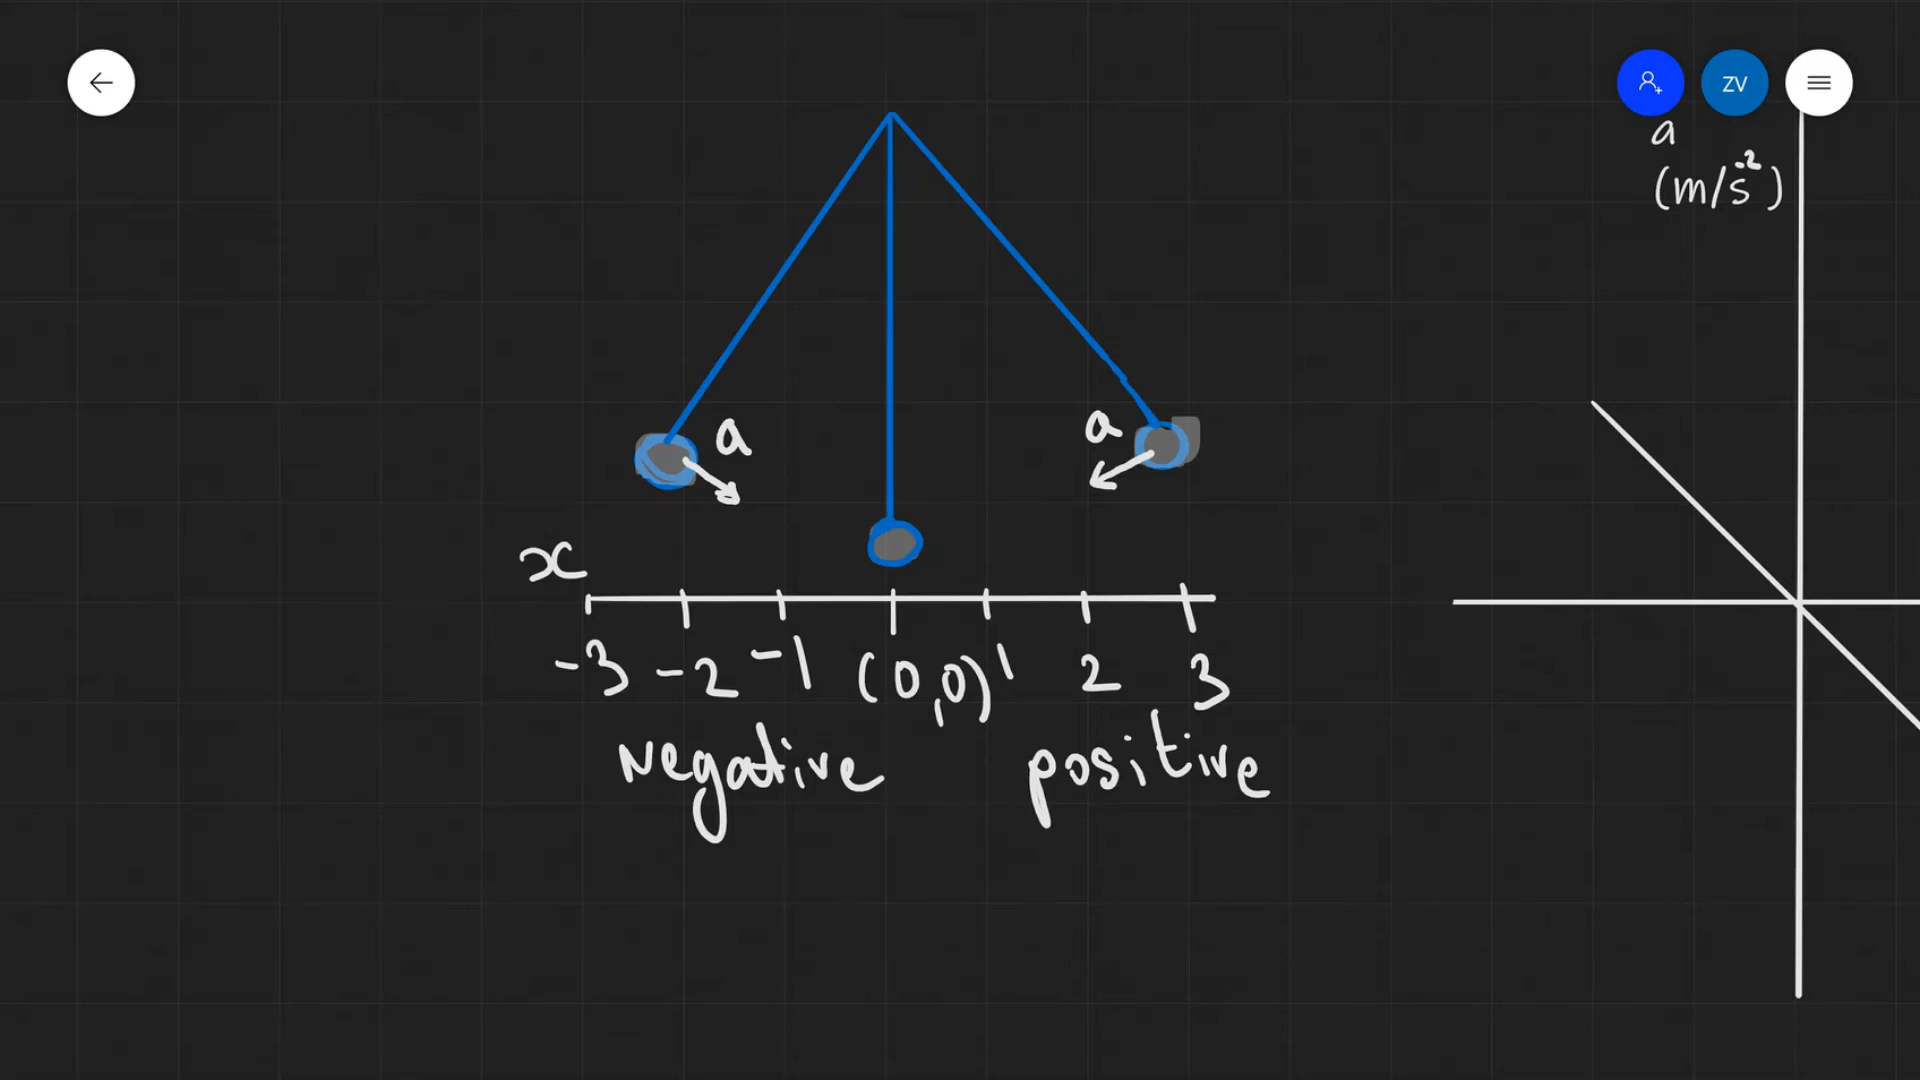 ZV
a
(m/s⁻²)
a
a
x
-3 -2 -1 (0,0) 1 2 3
negative positive